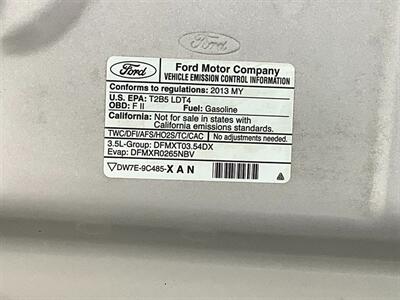 Ford
Ford
Ford Motor Company
VEHICLE EMISSION CONTROL INFORMATION
Conforms to regulations: 2013 MY
U.S. EPA: T2B5 LDT4
OBD: F II Fuel: Gasoline
California: Not for sale in states with
California emissions standards.
TWC/DFI/AFS/HO2S/TC/CAC No adjustments needed.
3.5L-Group: DFMXT03.54DX
Evap: DFMXR0265NBV
DW7E-9C485-XAN